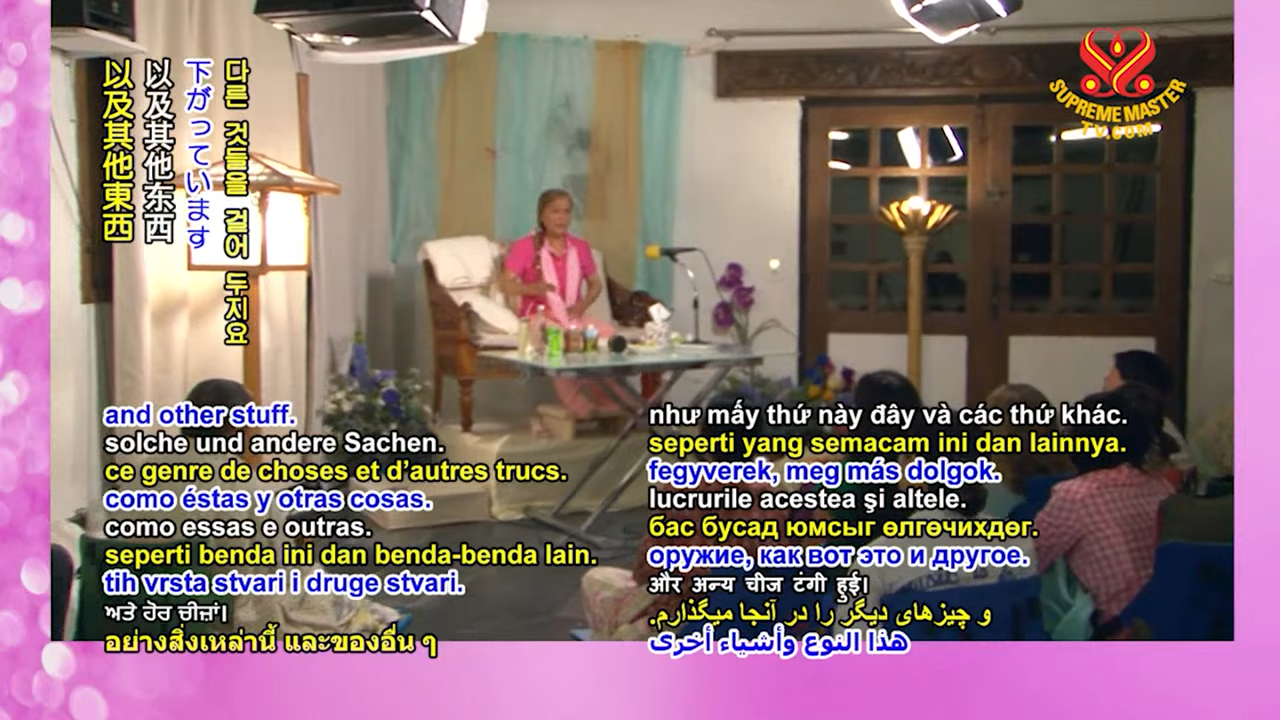 다른 것들을 걸어 두지요
下がっています
以及其他东西
以及其他東西
SUPREME MASTER
TV.COM
and other stuff.
solche und andere Sachen.
ce genre de choses et d’autres trucs.
como éstas y otras cosas.
como essas e outras.
seperti benda ini dan benda-benda lain.
tih vrsta stvari i druge stvari.
ਅਤੇ ਹੋਰ ਚੀਜ਼ਾਂ।
อย่างสิ่งเหล่านี้ และของอื่น ๆ
như mấy thứ này đây và các thứ khác.
seperti yang semacam ini dan lainnya.
fegyverek, meg más dolgok.
lucrurile acestea şi altele.
бас бусад юмсыг өлгөчихдөг.
оружие, как вот это и другое.
और अन्य चीज टंगी हुई।
و چیزهای دیگر را در آنجا میگذارم.
هذا النوع وأشياء أخرى